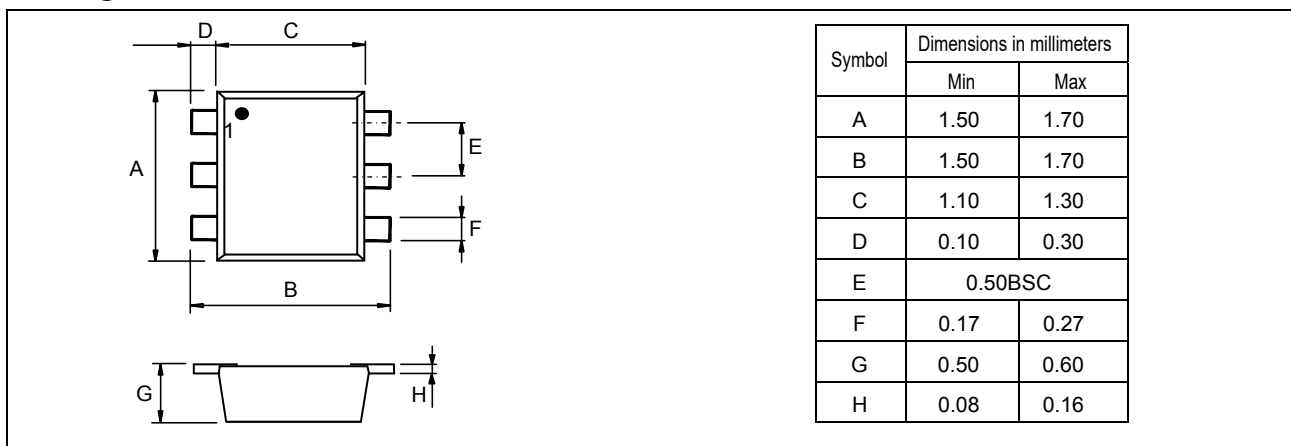 D
C
1
A
E
F
B
G
H
Symbol Dimensions in millimeters
Min Max
A 1.50 1.70
B 1.50 1.70
C 1.10 1.30
D 0.10 0.30
E 0.50BSC
F 0.17 0.27
G 0.50 0.60
H 0.08 0.16